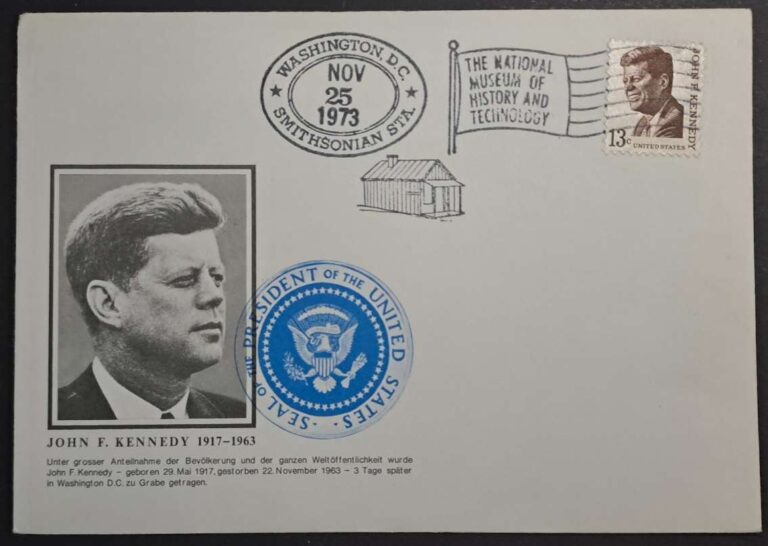 WASHINGTON, D.C.
NOV
25
1973
SMITHSONIAN STA.
THE NATIONAL
MUSEUM OF
HISTORY AND
TECHNOLOGY
JOHN F. KENNEDY
13c
UNITED STATES
SEAL OF THE PRESIDENT OF THE UNITED STATES
JOHN F. KENNEDY 1917–1963
Unter grosser Anteilnahme der Bevölkerung und der ganzen Weltöffentlichkeit wurde
John F. Kennedy – geboren 29. Mai 1917, gestorben 22. November 1963 – 3 Tage später
in Washington D.C. zu Grabe getragen.